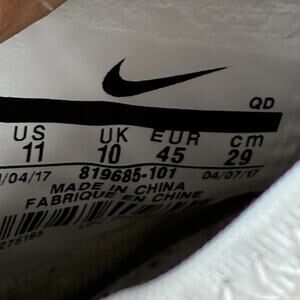 QD
US UK EUR cm
11 10 45 29
/04/17 819685-101 04/07/17
MADE IN CHINA
FABRIQUE EN CHINE
275195